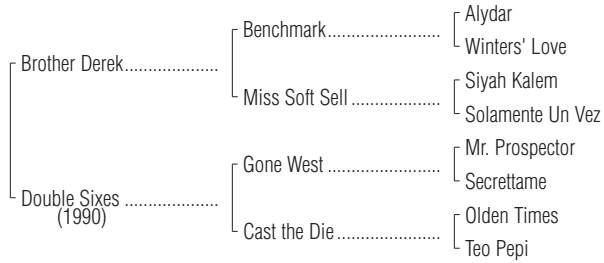 Alydar
Benchmark.....................
Winters' Love
Brother Derek....................
Siyah Kalem
Miss Soft Sell ...................
Solamente Un Vez
Mr. Prospector
Gone West .....................
Secrettame
Double Sixes ....................
(1990)
Olden Times
Cast the Die ...................
Teo Pepi